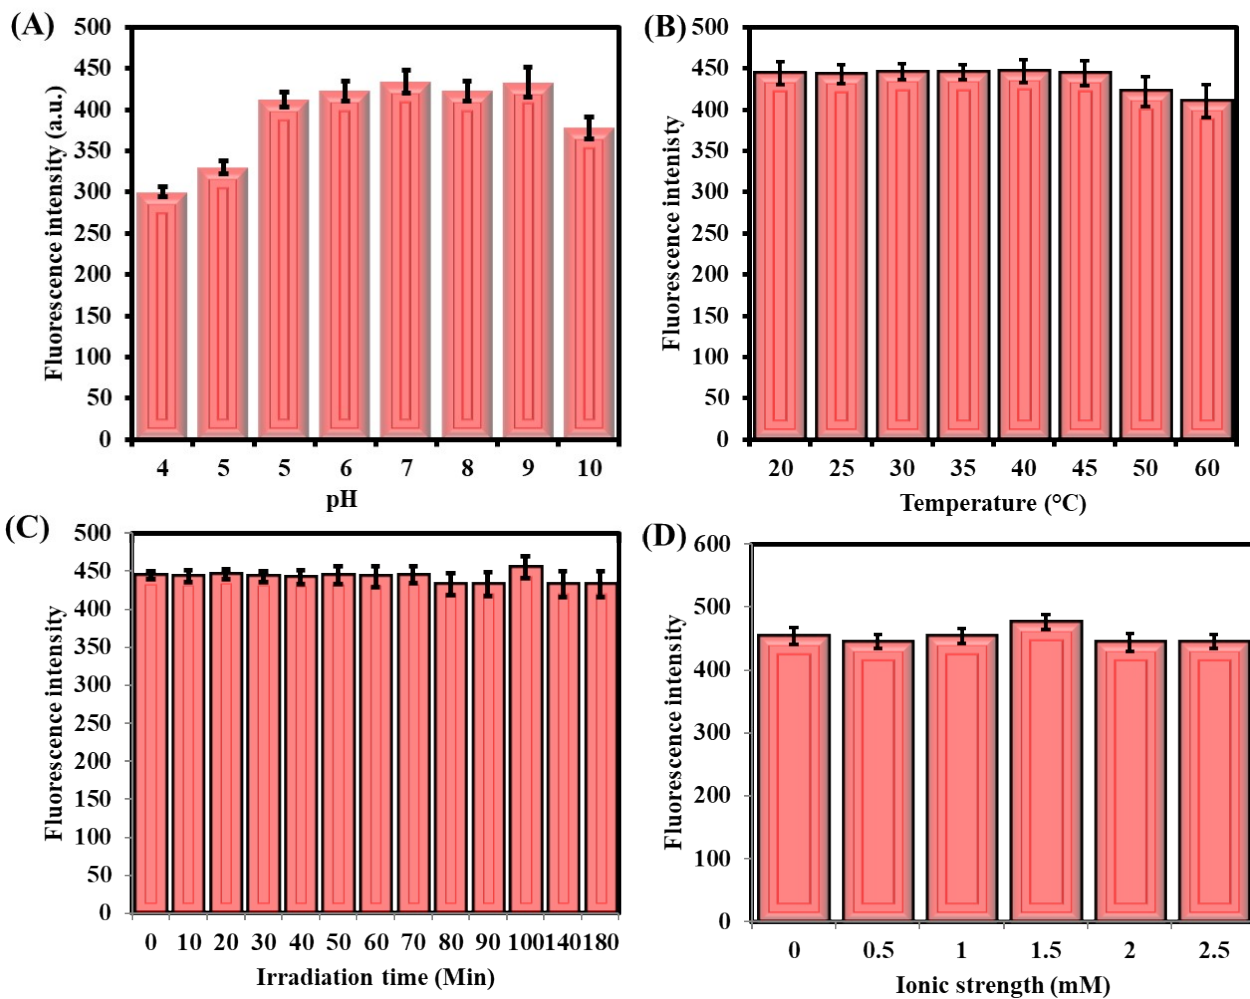 (A)
Fluorescence intensity (a.u.)
500
450
400
350
300
250
200
150
100
50
0
4 5 5 6 7 8 9 10
pH
(B)
Fluorescence intenisty
500
450
400
350
300
250
200
150
100
50
0
20 25 30 35 40 45 50 60
Temperature (°C)
(C)
Fluorescence intensity
500
450
400
350
300
250
200
150
100
50
0
0 10 20 30 40 50 60 70 80 90 100 140 180
Irradiation time (Min)
(D)
Fluorescence intensity
600
500
400
300
200
100
0
0 0.5 1 1.5 2 2.5
Ionic strength (mM)